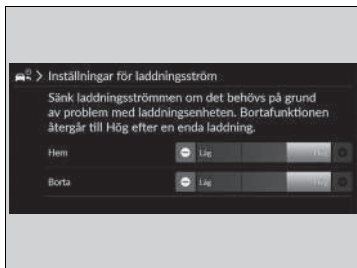 > Inställningar för laddningsström
Sänk laddningsströmmen om det behövs på grund
av problem med laddningsenheten. Bortafunktionen
återgår till Hög efter en enda laddning.
Hem
Låg
Hög
Borta
Låg
Hög